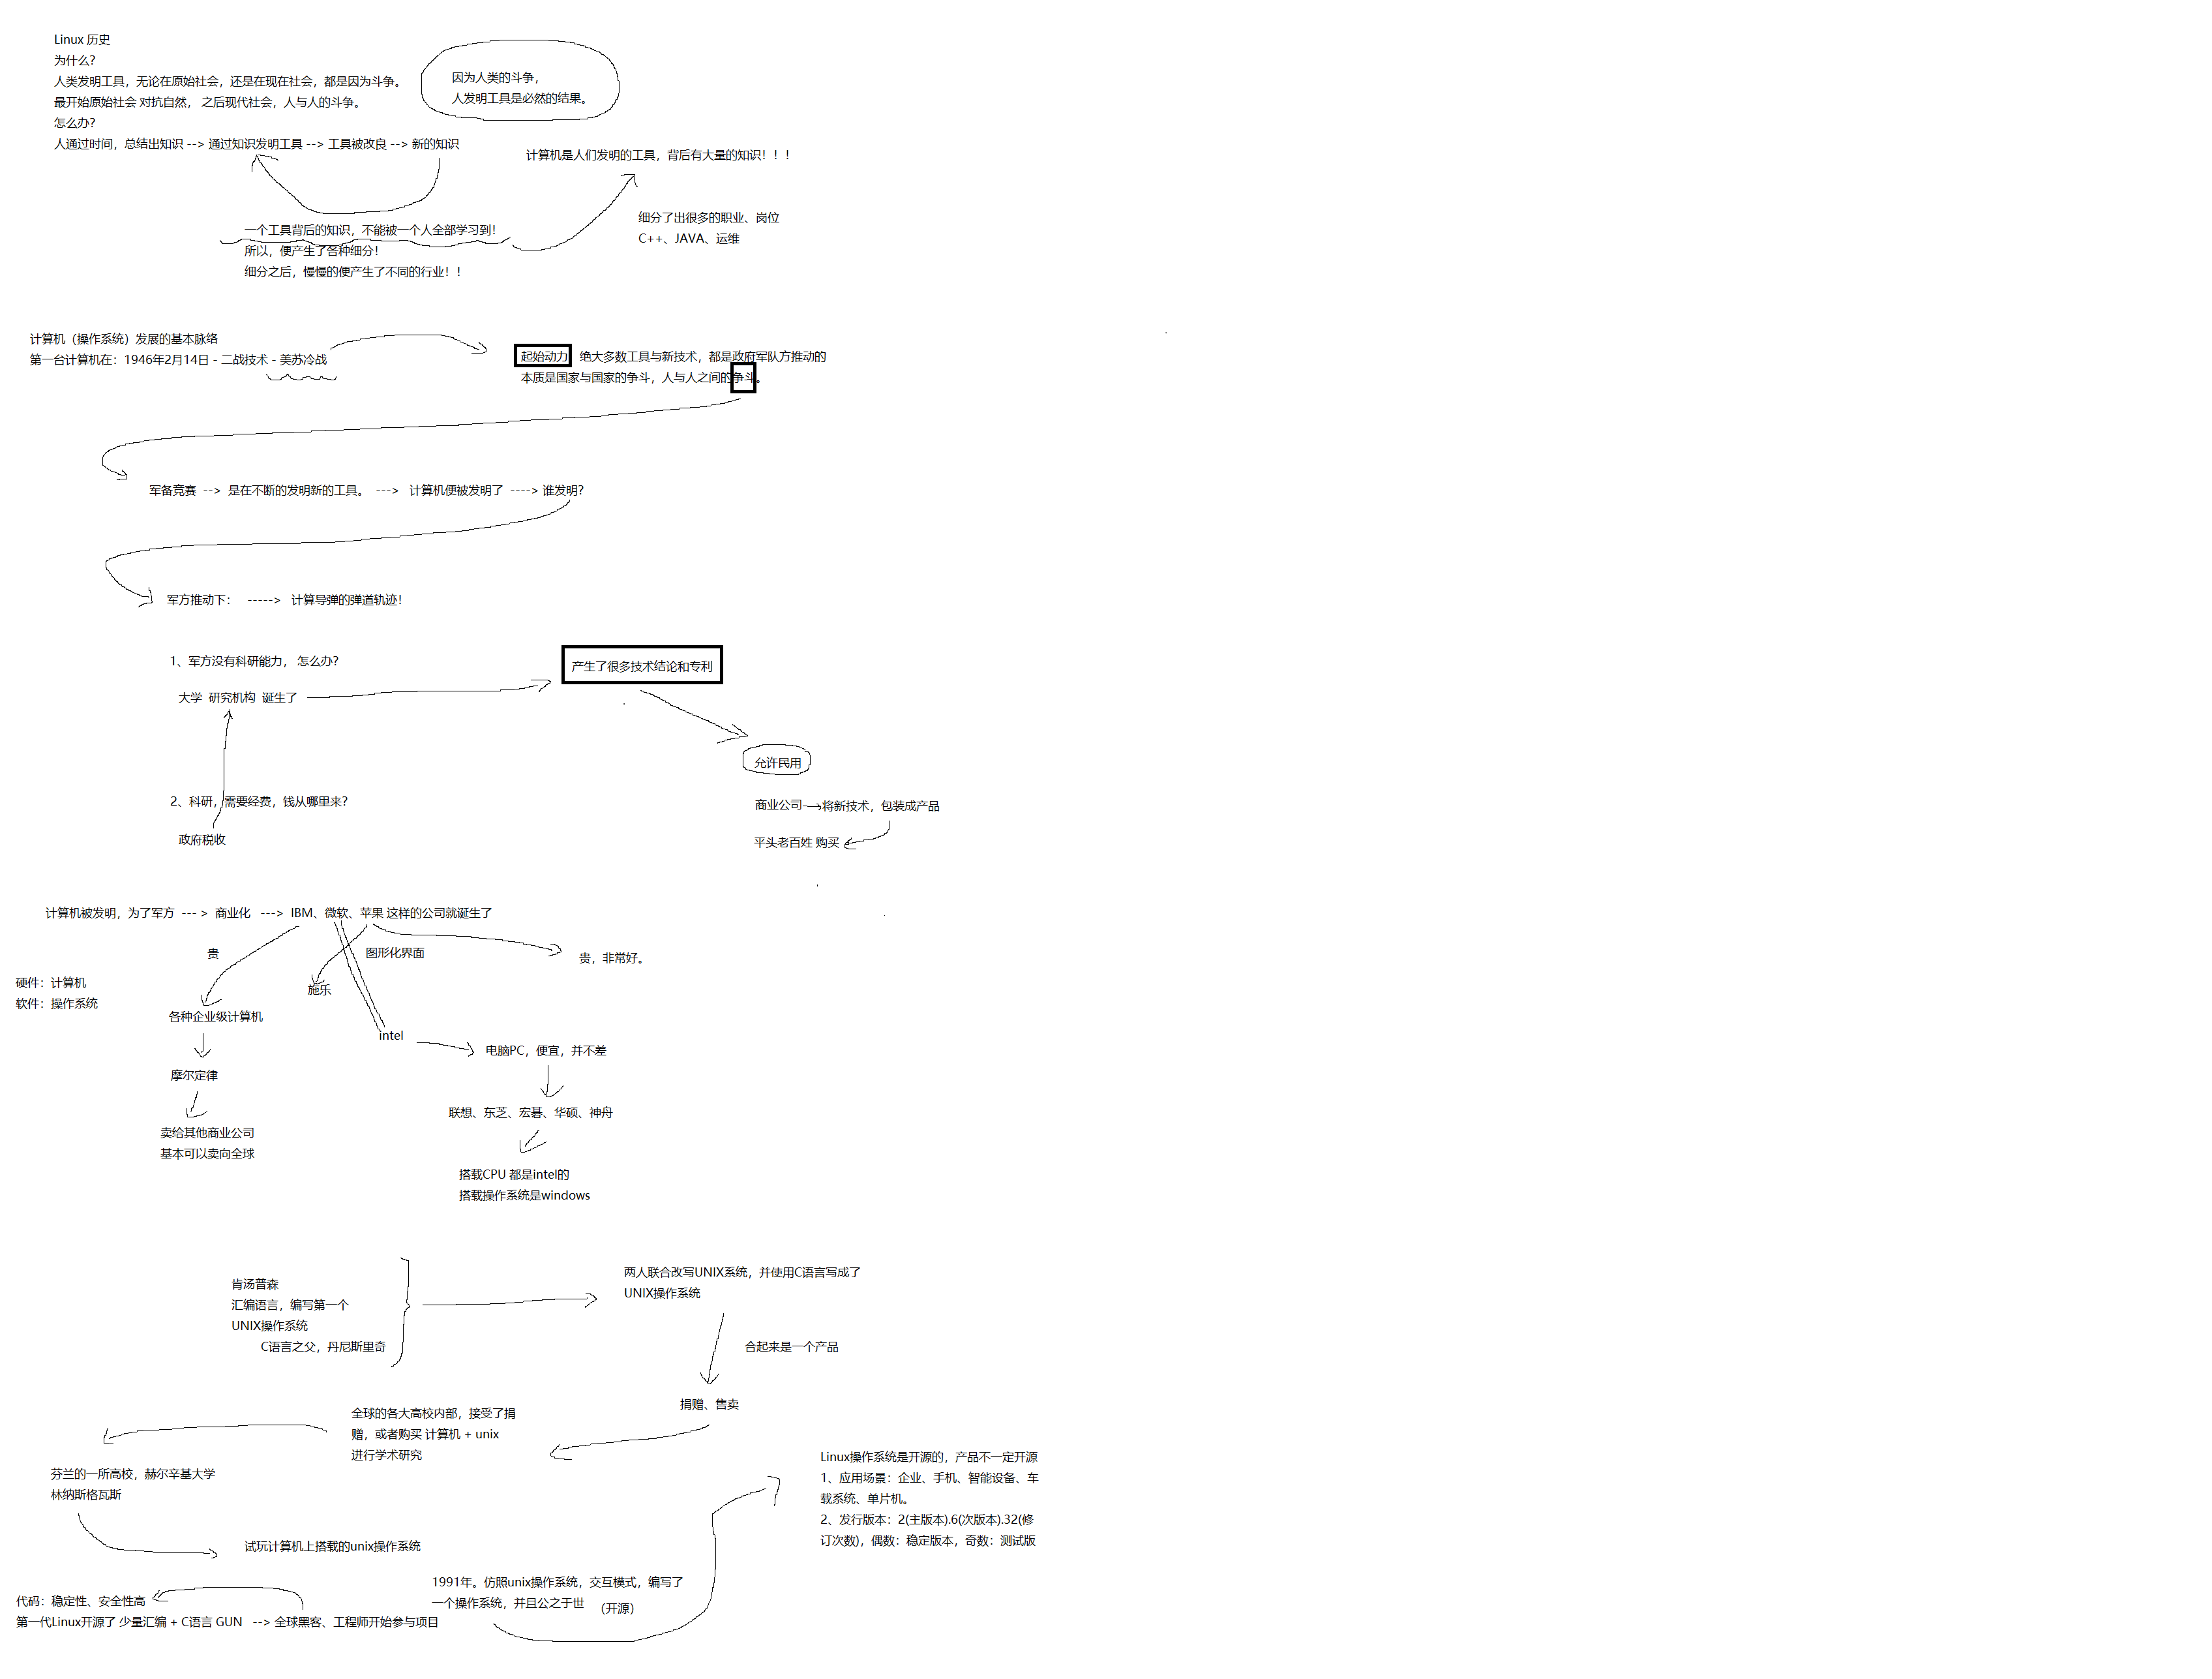 Linux 历史
为什么？
人类发明工具，无论在原始社会，还是在现在社会，都是因为斗争。
最开始原始社会 对抗自然， 之后现代社会，人与人的斗争。
怎么办？
人通过时间，总结出知识 --> 通过知识发明工具 --> 工具被改良 --> 新的知识
因为人类的斗争，
人发明工具是必然的结果。
计算机是人们发明的工具，背后有大量的知识！！！
细分了出很多的职业、岗位
C++、JAVA、运维
一个工具背后的知识，不能被一个人全部学习到！
所以，便产生了各种细分！
细分之后，慢慢的便产生了不同的行业！！
计算机（操作系统）发展的基本脉络
第一台计算机在：1946年2月14日 - 二战技术 - 美苏冷战
起始动力 绝大多数工具与新技术，都是政府军队方推动的
本质是国家与国家的争斗，人与人之间的争斗。
军备竞赛 --> 是在不断的发明新的工具。 ---> 计算机便被发明了 ----> 谁发明？
军方推动下： -----> 计算导弹的弹道轨迹！
1、军方没有科研能力， 怎么办？
大学 研究机构 诞生了
产生了很多技术结论和专利
允许民用
2、科研，需要经费，钱从哪里来？
政府税收
商业公司 将新技术，包装成产品
平头老百姓 购买
计算机被发明，为了军方 --- > 商业化 ---> IBM、微软、苹果 这样的公司就诞生了
贵
图形化界面
贵，非常好。
硬件：计算机
软件：操作系统
施乐
各种企业级计算机
intel
电脑PC，便宜，并不差
摩尔定律
联想、东芝、宏碁、华硕、神舟
卖给其他商业公司
基本可以卖向全球
搭载CPU 都是intel的
搭载操作系统是windows
肯汤普森
汇编语言，编写第一个
UNIX操作系统
C语言之父，丹尼斯里奇
两人联合改写UNIX系统，并使用C语言写成了
UNIX操作系统
合起来是一个产品
捐赠、售卖
全球的各大高校内部，接受了捐
赠，或者购买 计算机 + unix
进行学术研究
芬兰的一所高校，赫尔辛基大学
林纳斯格瓦斯
试玩计算机上搭载的unix操作系统
1991年。仿照unix操作系统，交互模式，编写了
一个操作系统，并且公之于世 （开源）
Linux操作系统是开源的，产品不一定开源
1、应用场景：企业、手机、智能设备、车
载系统、单片机。
2、发行版本：2(主版本).6(次版本).32(修
订次数)，偶数：稳定版本，奇数：测试版
代码：稳定性、安全性高
第一代Linux开源了 少量汇编 + C语言 GUN --> 全球黑客、工程师开始参与项目